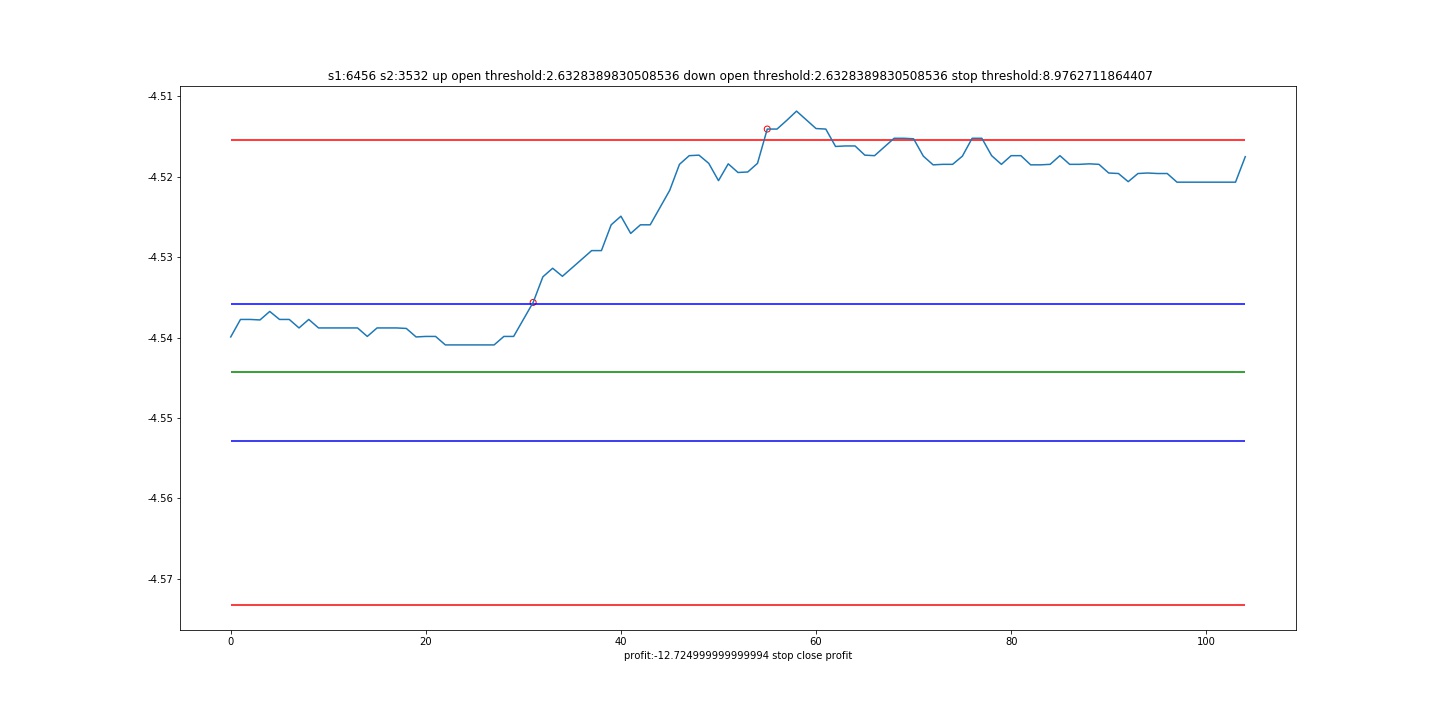 s1:6456 s2:3532 up open threshold:2.6328389830508536 down open threshold:2.6328389830508536 stop threshold:8.9762711864407
-4.51
-4.52
-4.53
-4.54
-4.55
-4.56
-4.57
0 20 40 60 80 100
profit:-12.724999999999994 stop close profit